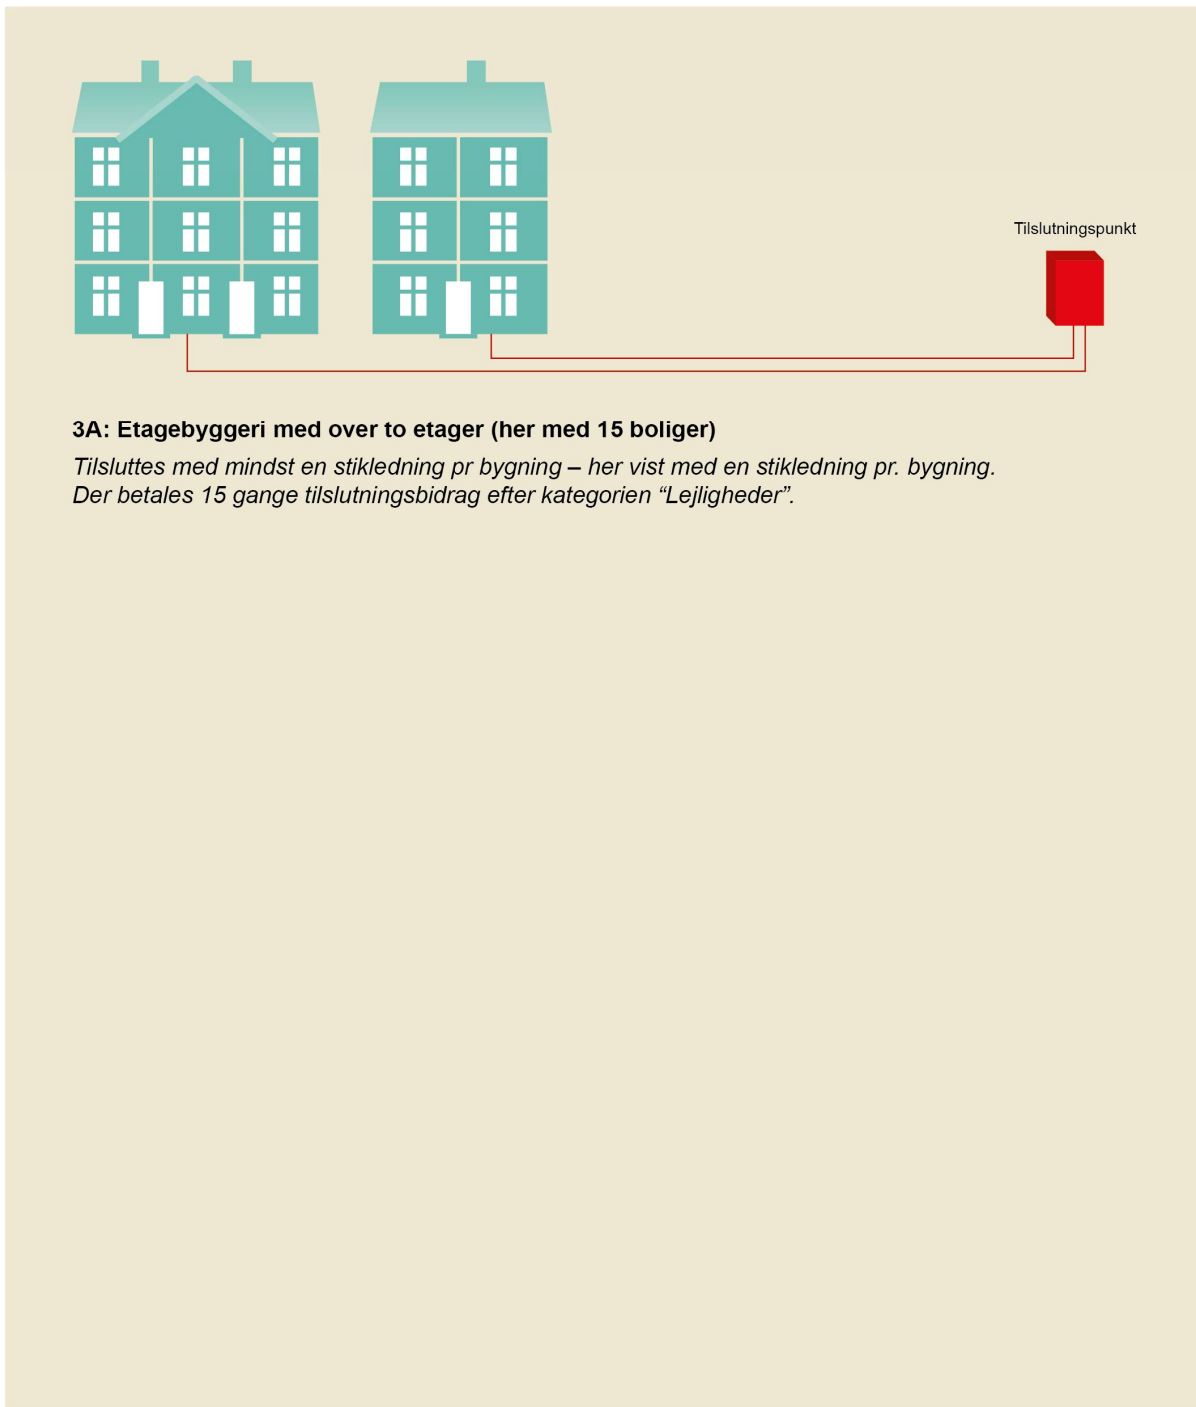 Tilslutningspunkt
3A: Etagebyggeri med over to etager (her med 15 boliger)
Tilsluttes med mindst en stikledning pr bygning – her vist med en stikledning pr. bygning.
Der betales 15 gange tilslutningsbidrag efter kategorien “Lejligheder”.